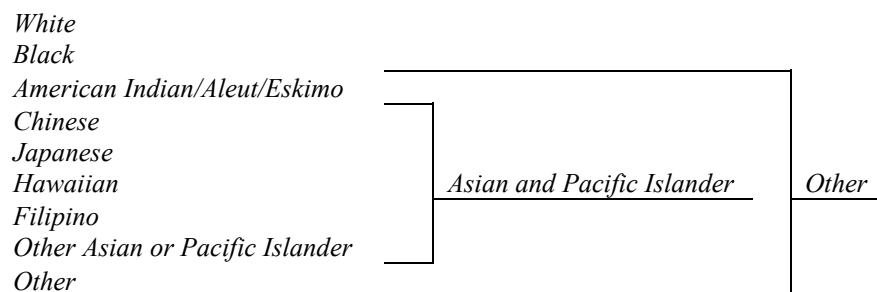 White
Black
American Indian/Aleut/Eskimo
Chinese
Japanese
Hawaiian Asian and Pacific Islander Other
Filipino
Other Asian or Pacific Islander
Other